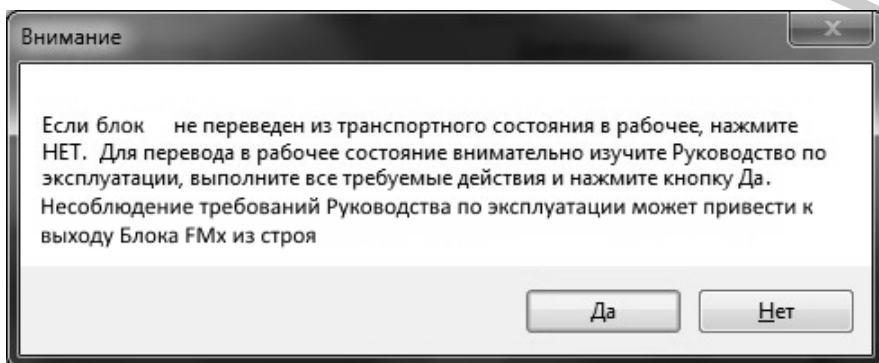 Внимание
Если блок не переведен из транспортного состояния в рабочее, нажмите
НЕТ. Для перевода в рабочее состояние внимательно изучите Руководство по
эксплуатации, выполните все требуемые действия и нажмите кнопку Да.
Несоблюдение требований Руководства по эксплуатации может привести к
выходу Блока FMx из строя
Да
Нет